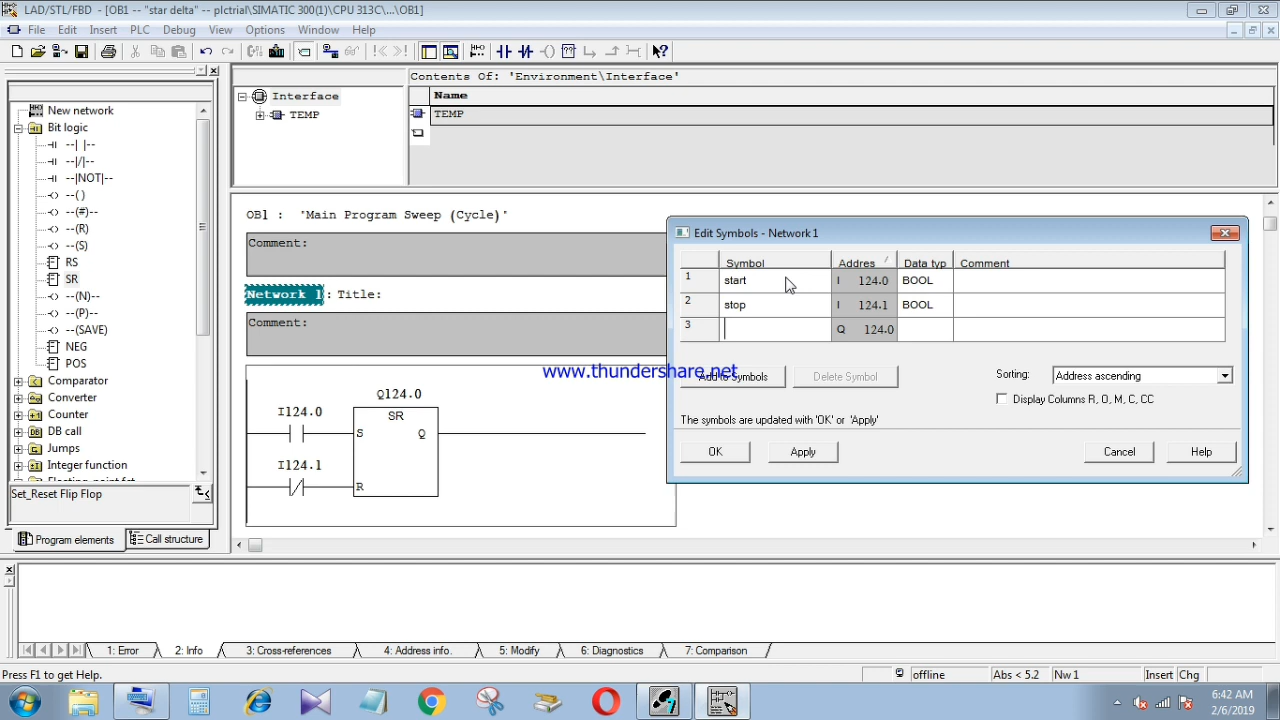 LAD/STL/FBD - [OB1 -- "star delta" -- plctrial\SIMATIC 300(1)\CPU 313C\...\OB1]
File Edit Insert PLC Debug View Options Window Help
Contents Of: 'Environment\Interface'
Interface
TEMP
Name
TEMP
New network
Bit logic
--| |--
--|/|--
--|NOT|--
--( )
--(#)--
--(R)
--(S)
RS
SR
--(N)--
--(P)--
--(SAVE)
NEG
POS
Comparator
Converter
Counter
DB call
Jumps
Integer function
Set_Reset Flip Flop
Program elements
Call structure
OB1 : "Main Program Sweep (Cycle)"
Comment:
Network 1: Title:
Comment:
Q124.0
I124.0
SR
S
Q
I124.1
R
Edit Symbols - Network 1
Symbol Addres Data typ Comment
1 start I 124.0 BOOL
2 stop I 124.1 BOOL
3 Q 124.0
www.thundershare.net
Add to Symbols Delete Symbol
Sorting: Address ascending
Display Columns R, O, M, C, CC
The symbols are updated with 'OK' or 'Apply'
OK Apply Cancel Help
1: Error 2: Info 3: Cross-references 4: Address info. 5: Modify 6: Diagnostics 7: Comparison
Press F1 to get Help.
offline Abs < 5.2 Nw 1 Insert Chg
6:42 AM
2/6/2019